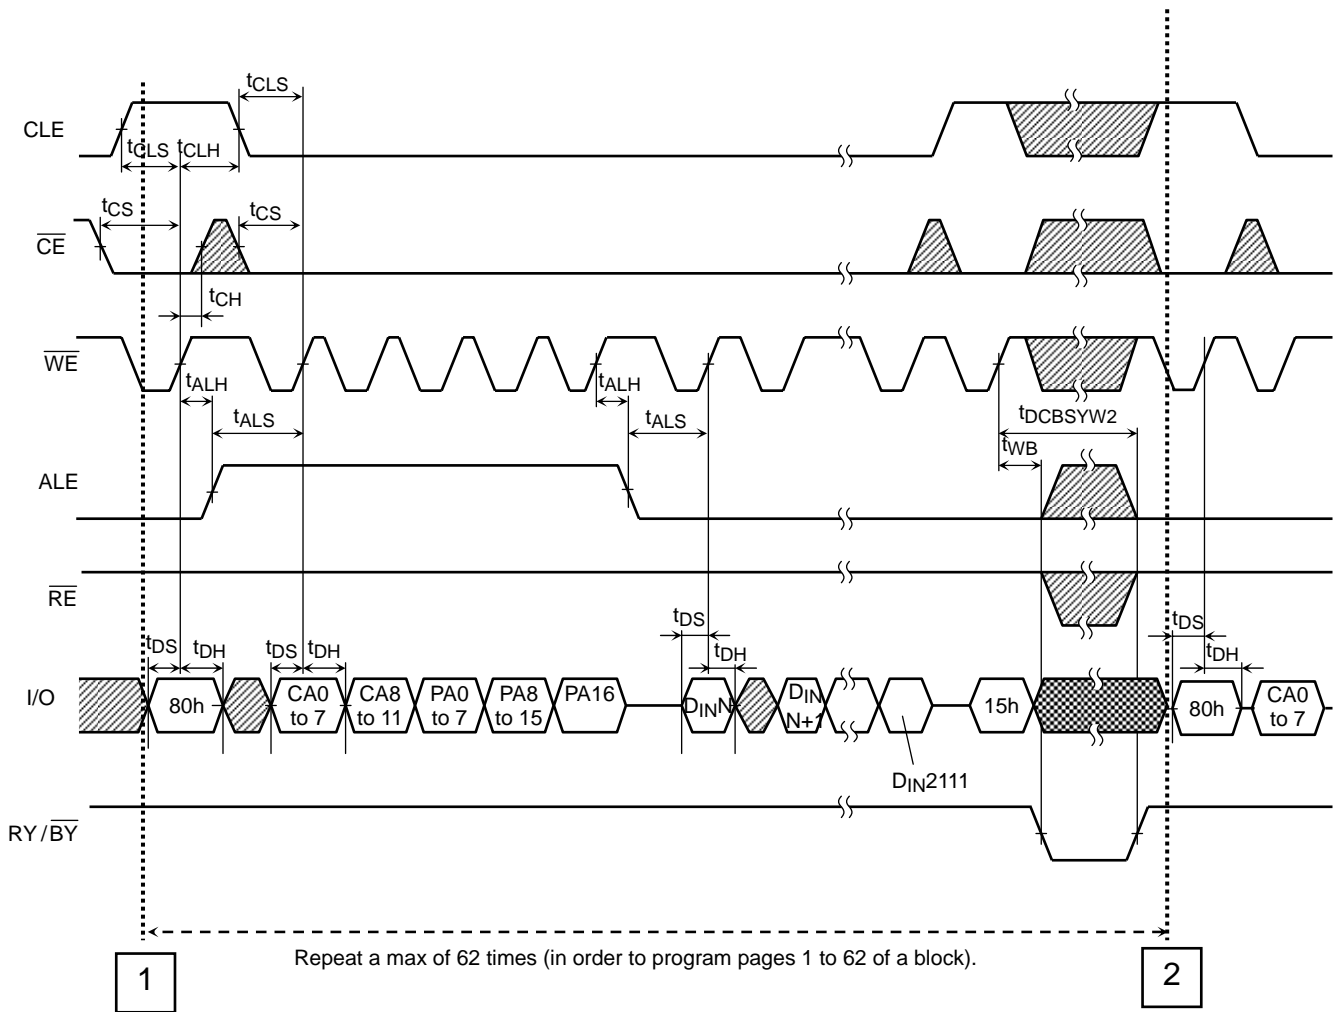 tCLS
CLE
tCLS tCLH
tCS tCS
CE
tCH
WE
tALH tALH
tALS tALS
tDCBSYW2
tWB
ALE
RE
tDS tDH tDS tDH tDS tDH tDS tDH
I/O
80h
CA0 to 7
CA8 to 11
PA0 to 7
PA8 to 15
PA16
DINN
DIN N+1
15h
80h
CA0 to 7
DIN2111
RY/BY
Repeat a max of 62 times (in order to program pages 1 to 62 of a block).
1
2